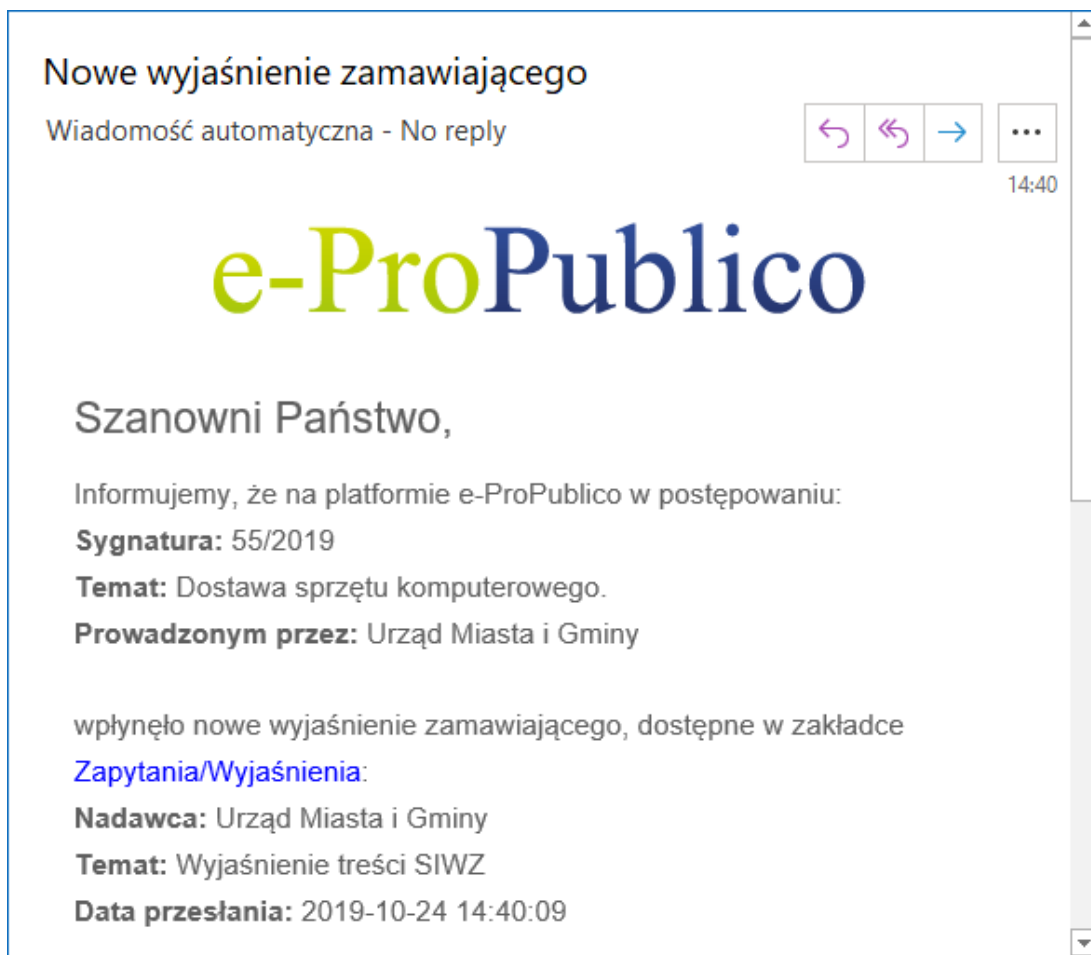 Nowe wyjaśnienie zamawiającego
Wiadomość automatyczna - No reply
14:40
e-ProPublico
Szanowni Państwo,
Informujemy, że na platformie e-ProPublico w postępowaniu:
Sygnatura: 55/2019
Temat: Dostawa sprzętu komputerowego.
Prowadzonym przez: Urząd Miasta i Gminy
wpłynęło nowe wyjaśnienie zamawiającego, dostępne w zakładce
Zapytania/Wyjaśnienia:
Nadawca: Urząd Miasta i Gminy
Temat: Wyjaśnienie treści SIWZ
Data przesłania: 2019-10-24 14:40:09